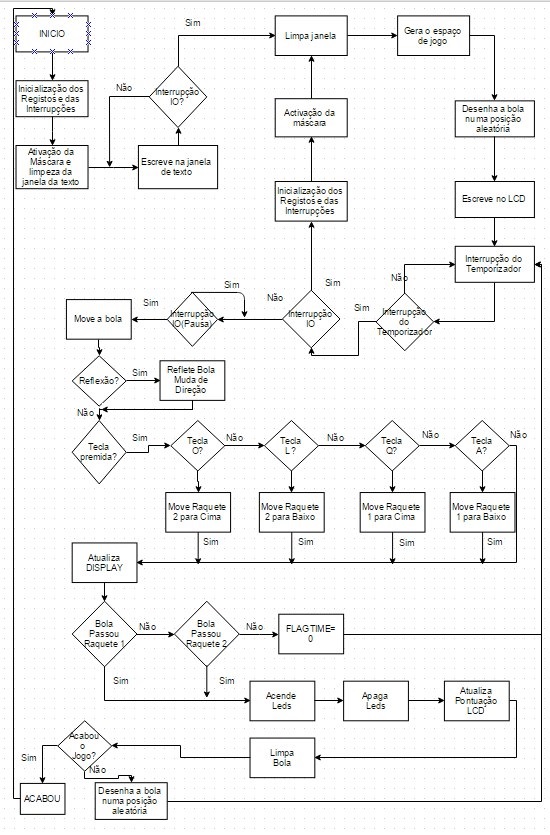 INICIO
Inicialização dos
Registos e das
Interrupções
Ativação da
Máscara e
limpeza da
janela da texto
Não
Interrupção
IO?
Sim
Escreve na janela
de texto
Limpa janela
Gera o espaço
de jogo
Activação da
máscara
Desenha a bola
numa posição
aleatória
Inicialização dos
Registos e das
Interrupções
Escreve no LCD
Interrupção do
Temporizador
Não
Interrupção
do
Temporizador
Sim
Sim
Interrupção
IO
Não
Sim
Interrupção
IO(Pausa)
Sim
Move a bola
Reflexão?
Sim
Reflete Bola
Muda de
Direção
Não
Tecla
premida?
Sim
Tecla
O?
Não
Tecla
L?
Não
Tecla
Q?
Não
Tecla
A?
Não
Move Raquete
2 para Cima
Move Raquete
2 para Baixo
Move Raquete
1 para Cima
Move Raquete
1 para Baixo
Sim
Sim
Sim
Sim
Atualiza
DISPLAY
Bola
Passou
Raquete 1
Não
Bola
Passou
Raquete 2
Não
FLAGTIME=
0
Sim
Sim
Acende
Leds
Apaga
Leds
Atualiza
Pontuação
LCD
Limpa
Bola
Acabou
o
Jogo?
Sim
Não
ACABOU
Desenha a bola
numa posição
aleatória